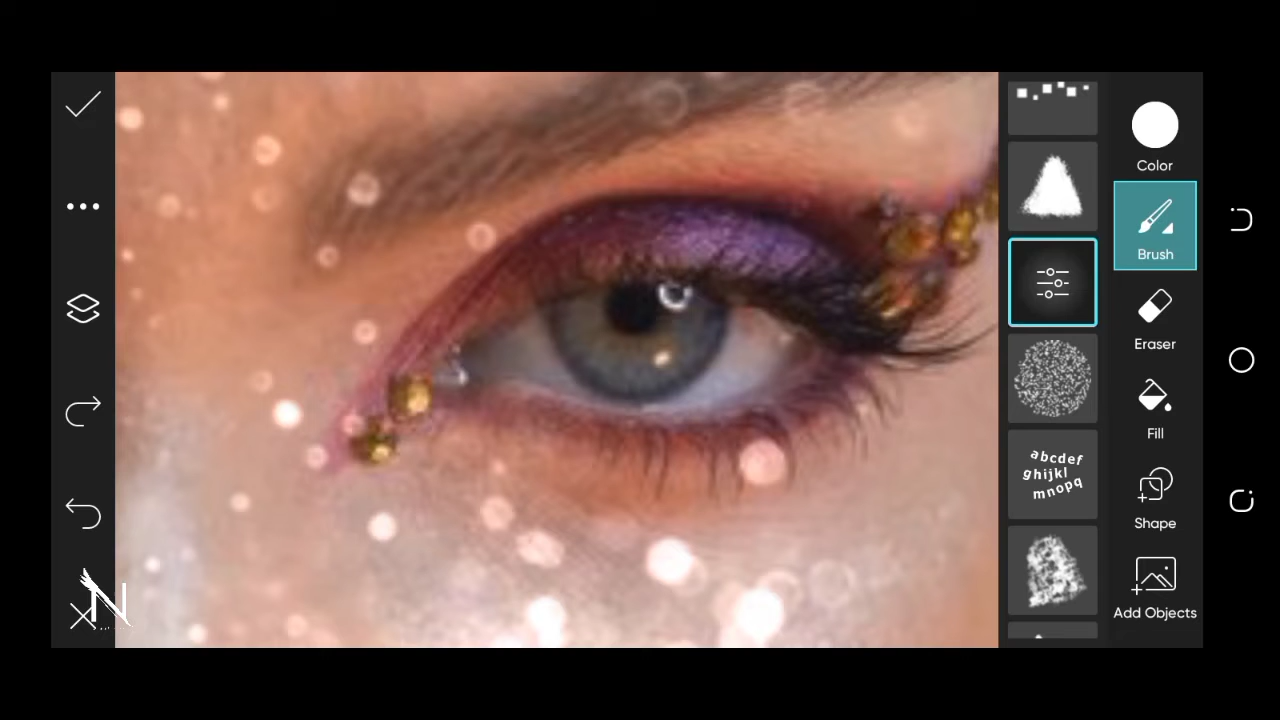 Color
Brush
Eraser
abcdef
ghijkl
mnopq
Fill
Shape
Add Objects
N